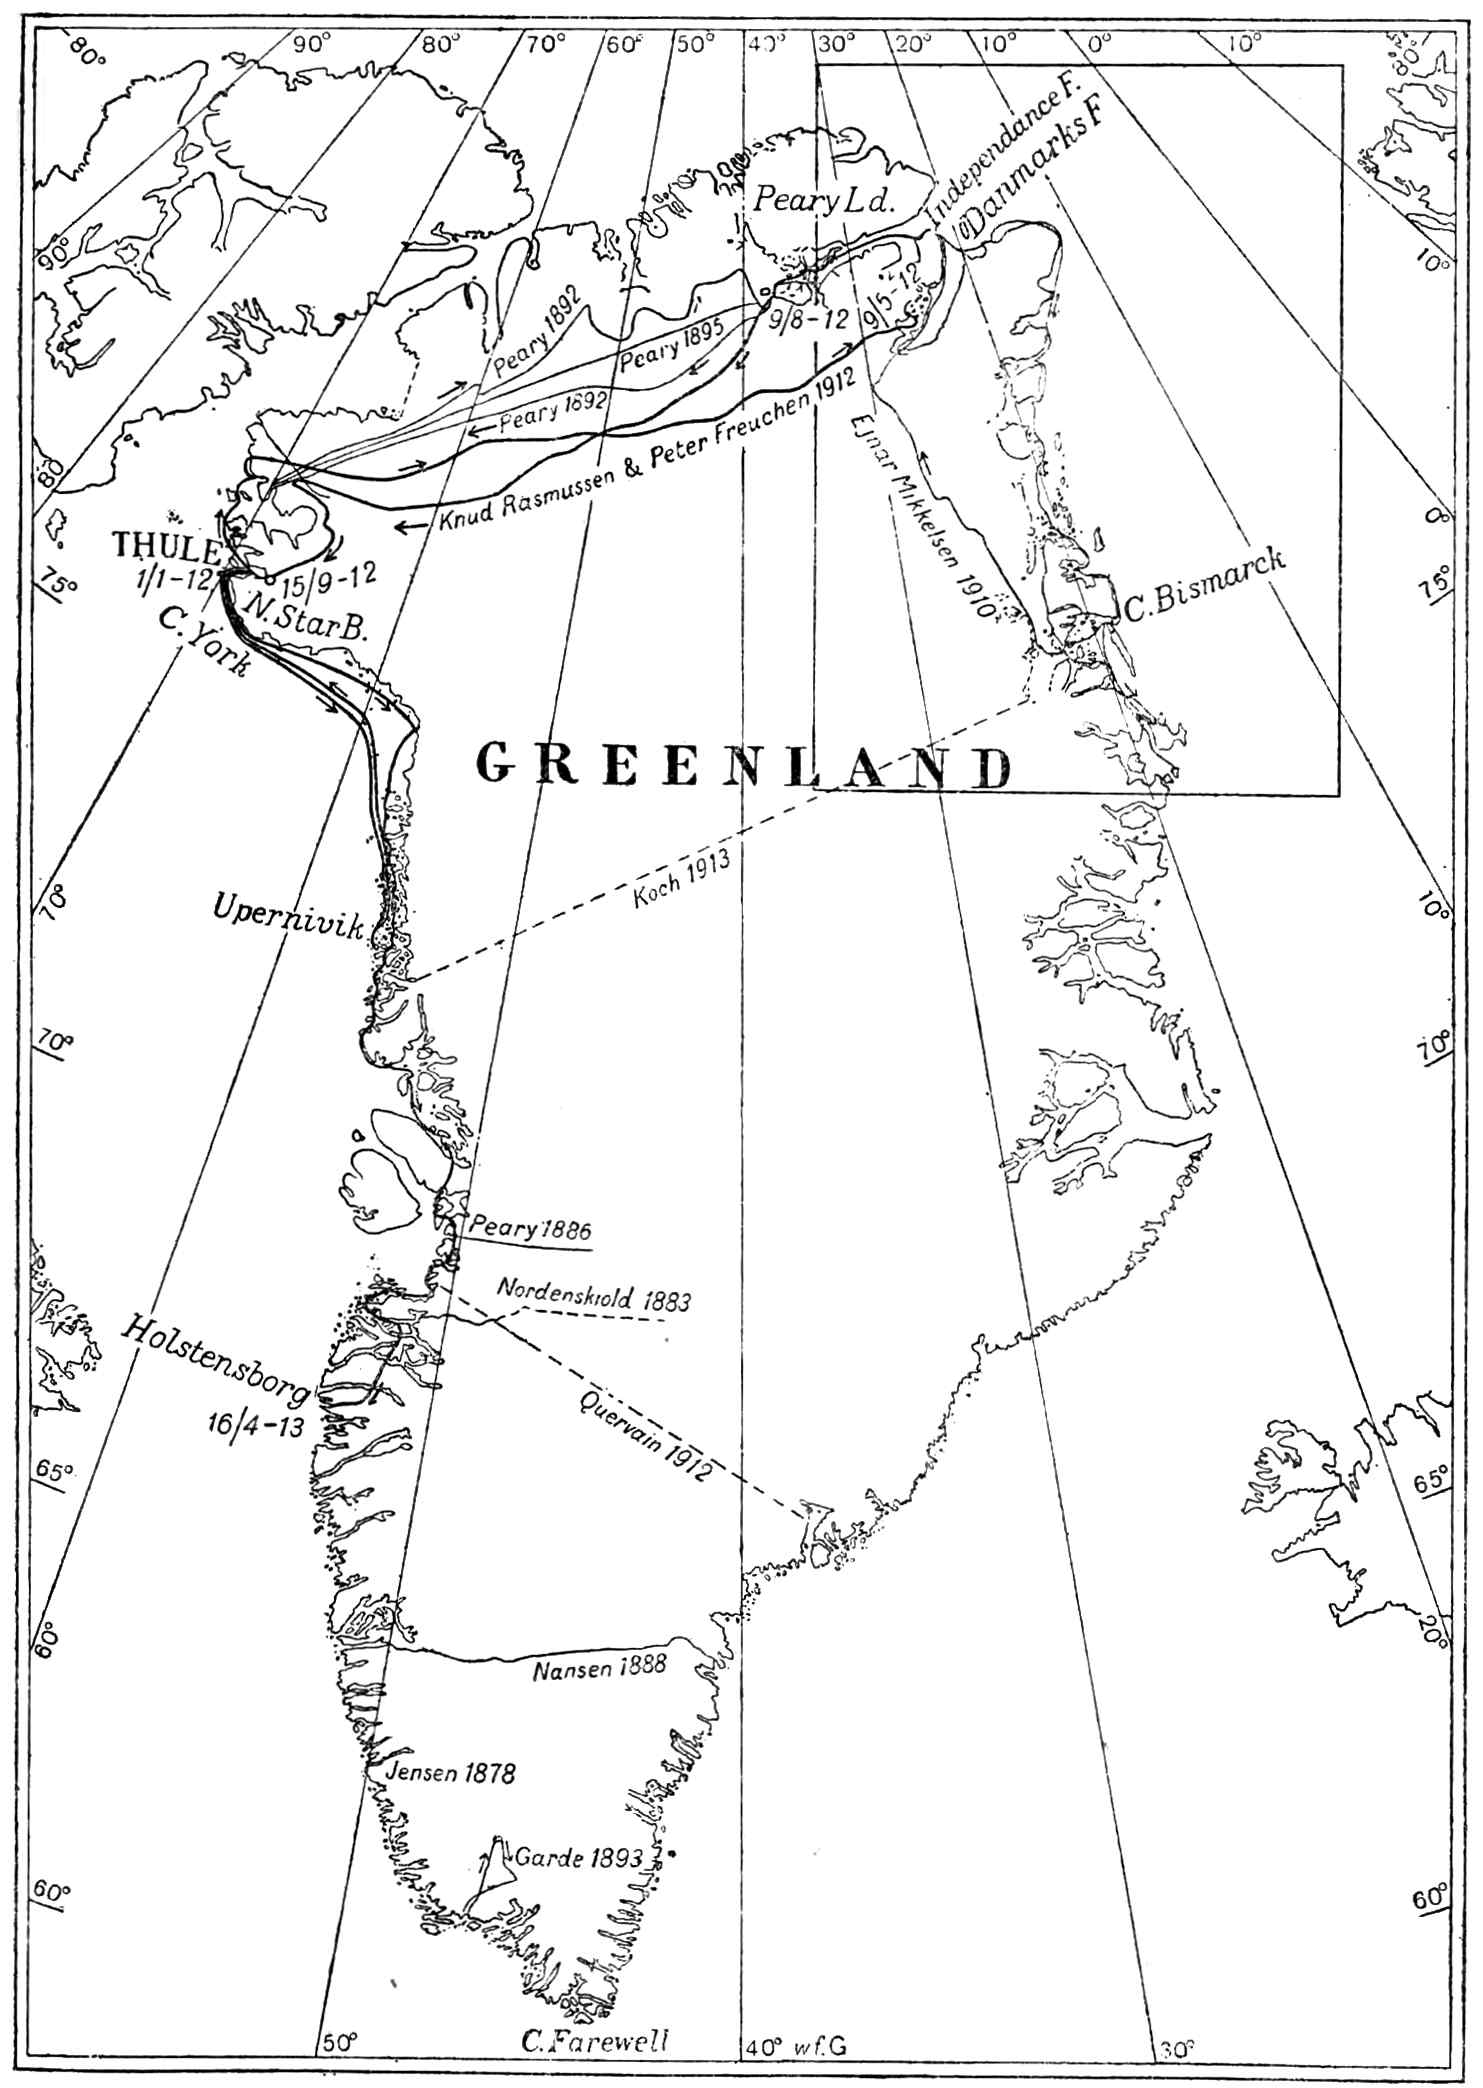 80° 90° 80° 70° 60° 50° 40° 30° 20° 10° 0° 10° 80°
Independance F.
Danmarks F
Peary Ld.
90°
10°
9/8-12
9/5-12
Peary 1892
Peary 1895
Peary 1892
Knud Rasmussen & Peter Freuchen 1912
Ejnar Mikkelsen 1910
80
0°
THULE
1/1-12
15/9-12
N. Star B.
C. York
C. Bismarck
75°
75°
GREENLAND
Koch 1913
Upernivik
70°
10°
70°
70°
Peary 1886
Nordenskiold 1883
Holstensborg
16/4-13
Quervain 1912
65°
65°
60°
20°
Nansen 1888
Jensen 1878
Garde 1893
60°
60°
C. Farewell
50°
40° w.f.G
30°